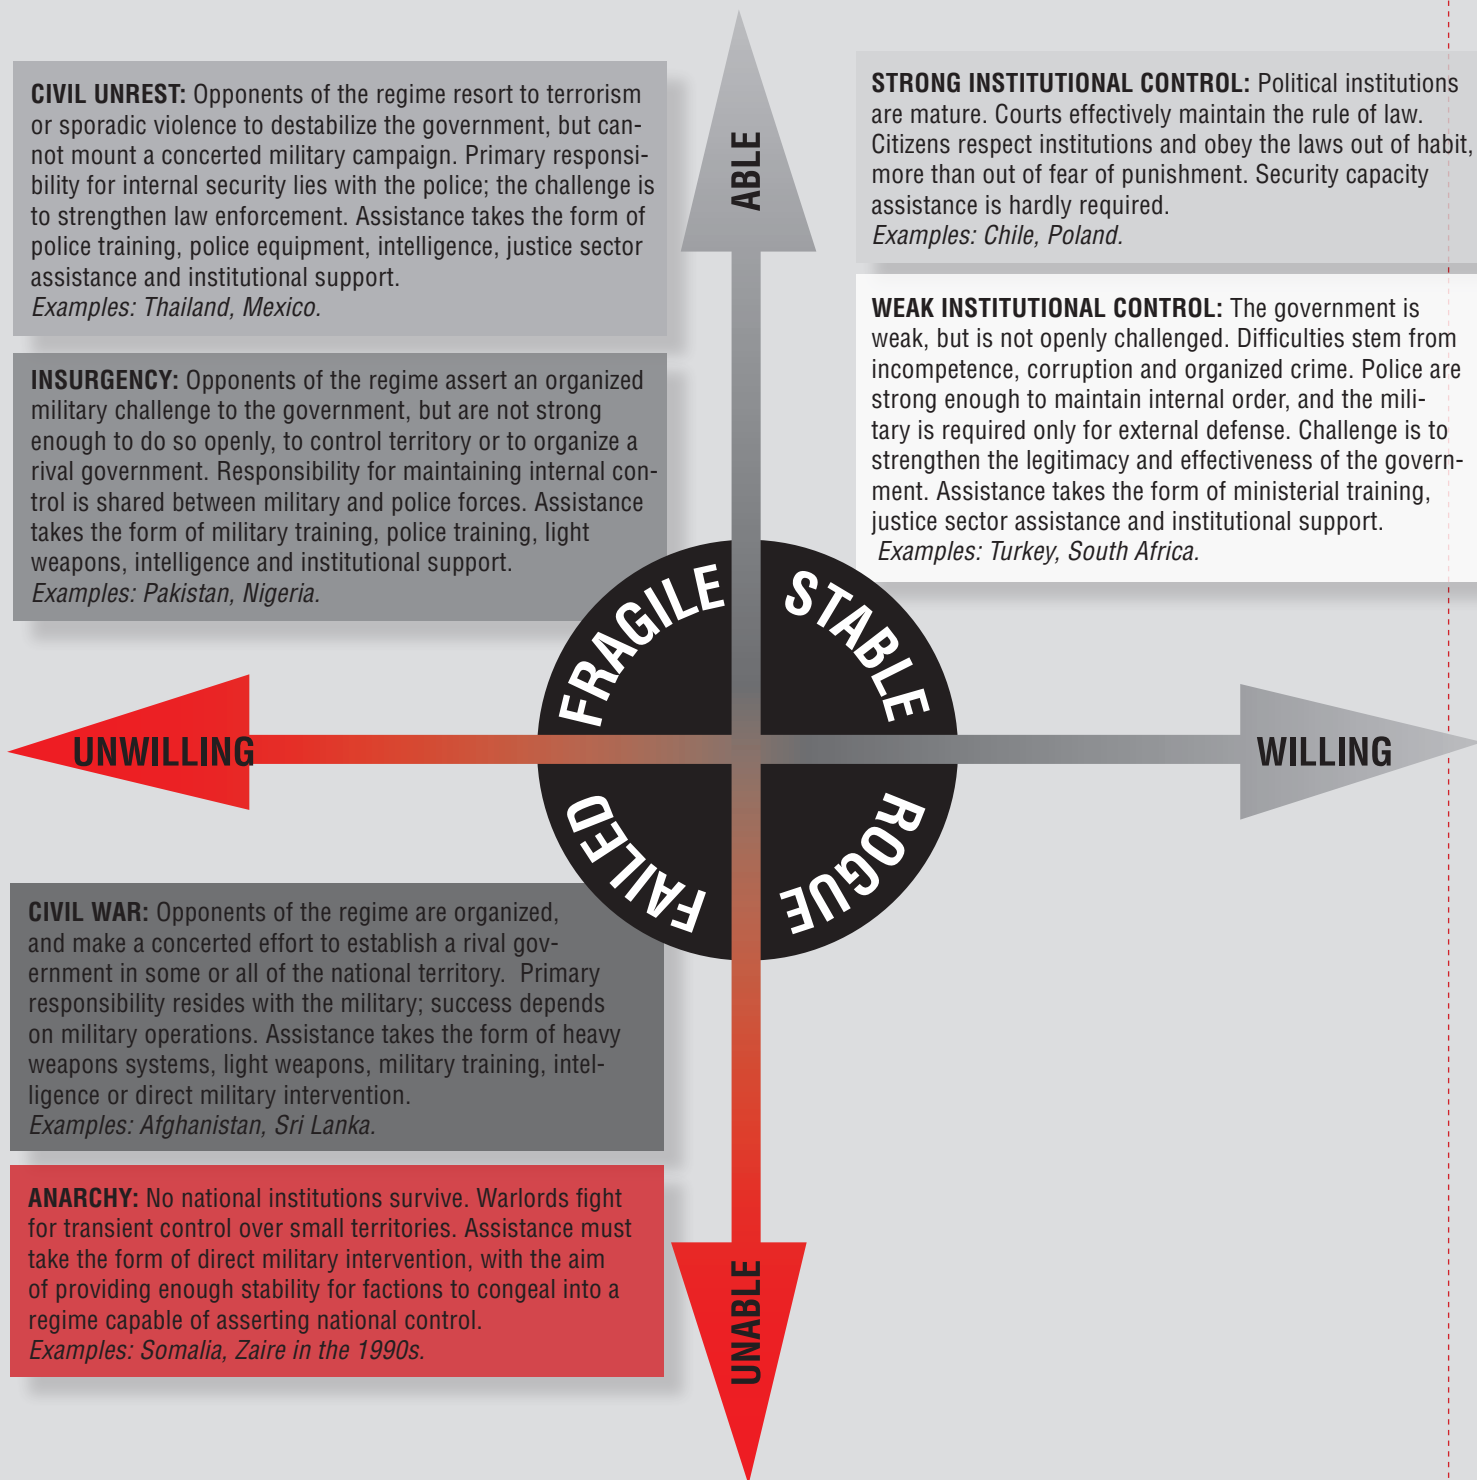 CIVIL UNREST: Opponents of the regime resort to terrorism
or sporadic violence to destabilize the government, but can-
not mount a concerted military campaign. Primary responsi-
bility for internal security lies with the police; the challenge is
to strengthen law enforcement. Assistance takes the form of
police training, police equipment, intelligence, justice sector
assistance and institutional support.
Examples: Thailand, Mexico.
INSURGENCY: Opponents of the regime assert an organized
military challenge to the government, but are not strong
enough to do so openly, to control territory or to organize a
rival government. Responsibility for maintaining internal con-
trol is shared between military and police forces. Assistance
takes the form of military training, police training, light
weapons, intelligence and institutional support.
Examples: Pakistan, Nigeria.
ABLE
STRONG INSTITUTIONAL CONTROL: Political institutions
are mature. Courts effectively maintain the rule of law.
Citizens respect institutions and obey the laws out of habit,
more than out of fear of punishment. Security capacity
assistance is hardly required.
Examples: Chile, Poland.
WEAK INSTITUTIONAL CONTROL: The government is
weak, but is not openly challenged. Difficulties stem from
incompetence, corruption and organized crime. Police are
strong enough to maintain internal order, and the mili-
tary is required only for external defense. Challenge is to
strengthen the legitimacy and effectiveness of the govern-
ment. Assistance takes the form of ministerial training,
justice sector assistance and institutional support.
Examples: Turkey, South Africa.
FRAGILE
STABLE
UNWILLING
WILLING
FAILED
ROGUE
CIVIL WAR: Opponents of the regime are organized,
and make a concerted effort to establish a rival gov-
ernment in some or all of the national territory. Primary
responsibility resides with the military; success depends
on military operations. Assistance takes the form of heavy
weapons systems, light weapons, military training, intel-
ligence or direct military intervention.
Examples: Afghanistan, Sri Lanka.
ANARCHY: No national institutions survive. Warlords fight
for transient control over small territories. Assistance must
take the form of direct military intervention, with the aim
of providing enough stability for factions to congeal into a
regime capable of asserting national control.
Examples: Somalia, Zaire in the 1990s.
UNABLE